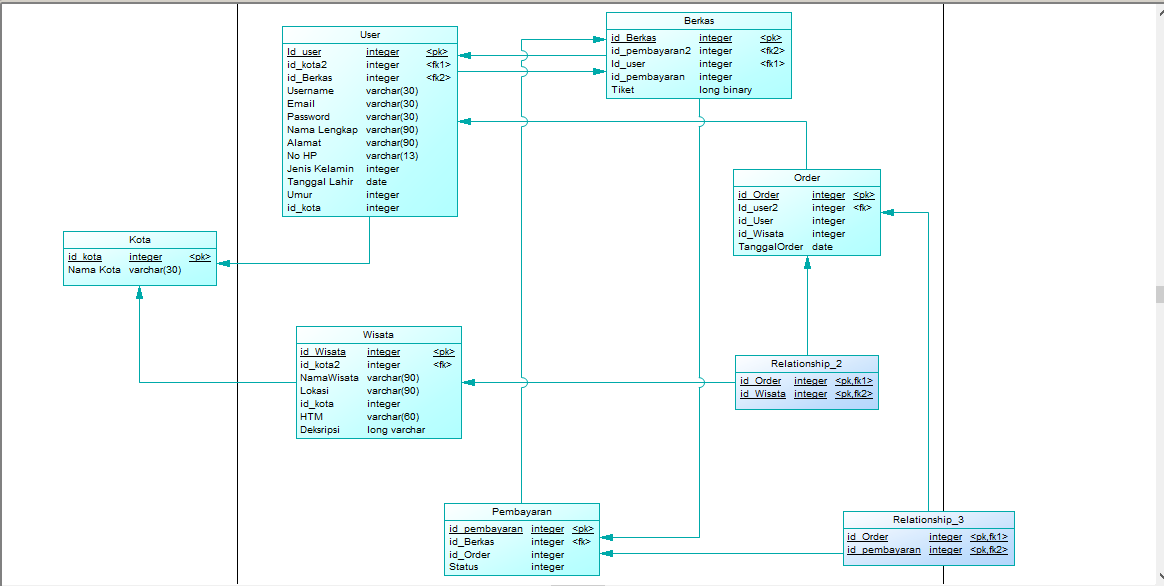 User
Id_user integer <pk>
id_kota2 integer <fk1>
id_Berkas integer <fk2>
Username varchar(30)
Email varchar(30)
Password varchar(30)
Nama Lengkap varchar(90)
Alamat varchar(90)
No HP varchar(13)
Jenis Kelamin integer
Tanggal Lahir date
Umur integer
id_kota integer
Berkas
id_Berkas integer <pk>
id_pembayaran2 integer <fk2>
Id_user integer <fk1>
id_pembayaran integer
Tiket long binary
Order
id_Order integer <pk>
Id_user2 integer <fk>
id_User integer
id_Wisata integer
TanggalOrder date
Kota
id_kota integer <pk>
Nama Kota varchar(30)
Wisata
id_Wisata integer <pk>
id_kota2 integer <fk>
NamaWisata varchar(90)
Lokasi varchar(90)
id_kota integer
HTM varchar(60)
Deksripsi long varchar
Relationship_2
id_Order integer <pk,fk1>
id_Wisata integer <pk,fk2>
Pembayaran
id_pembayaran integer <pk>
id_Berkas integer <fk>
id_Order integer
Status integer
Relationship_3
id_Order integer <pk,fk1>
id_pembayaran integer <pk,fk2>